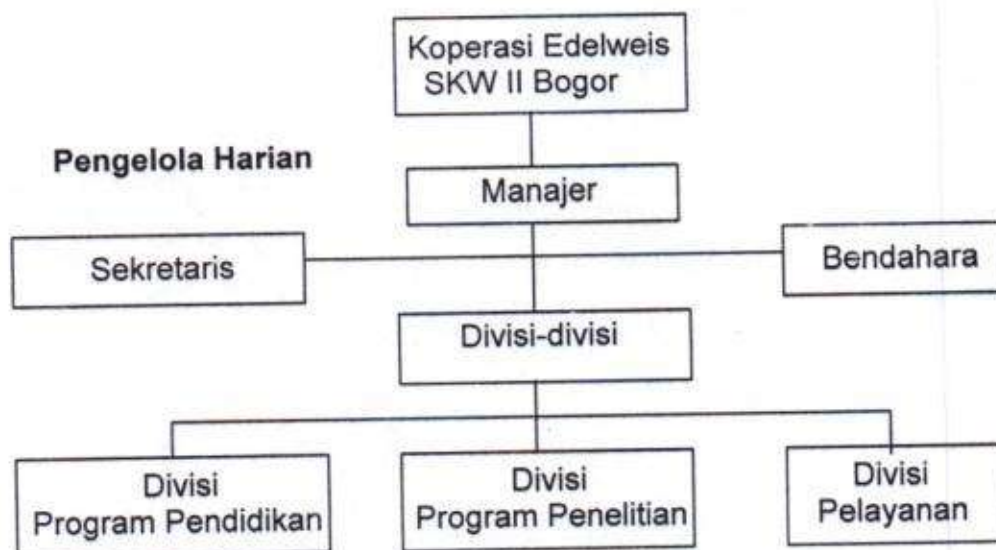 Koperasi Edelweis
SKW II Bogor
Pengelola Harian
Manajer
Sekretaris
Bendahara
Divisi-divisi
Divisi
Program Pendidikan
Divisi
Program Penelitian
Divisi
Pelayanan